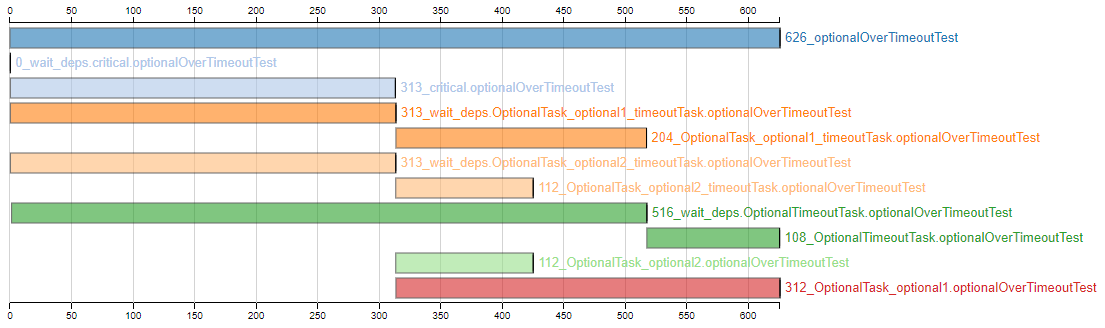 0 50 100 150 200 250 300 350 400 450 500 550 600
626_optionalOverTimeoutTest
0_wait_deps.critical.optionalOverTimeoutTest
313_critical.optionalOverTimeoutTest
313_wait_deps.OptionalTask_optional1_timeoutTask.optionalOverTimeoutTest
204_OptionalTask_optional1_timeoutTask.optionalOverTimeoutTest
313_wait_deps.OptionalTask_optional2_timeoutTask.optionalOverTimeoutTest
112_OptionalTask_optional2_timeoutTask.optionalOverTimeoutTest
516_wait_deps.OptionalTimeoutTask.optionalOverTimeoutTest
108_OptionalTimeoutTask.optionalOverTimeoutTest
112_OptionalTask_optional2.optionalOverTimeoutTest
312_OptionalTask_optional1.optionalOverTimeoutTest
0 50 100 150 200 250 300 350 400 450 500 550 600